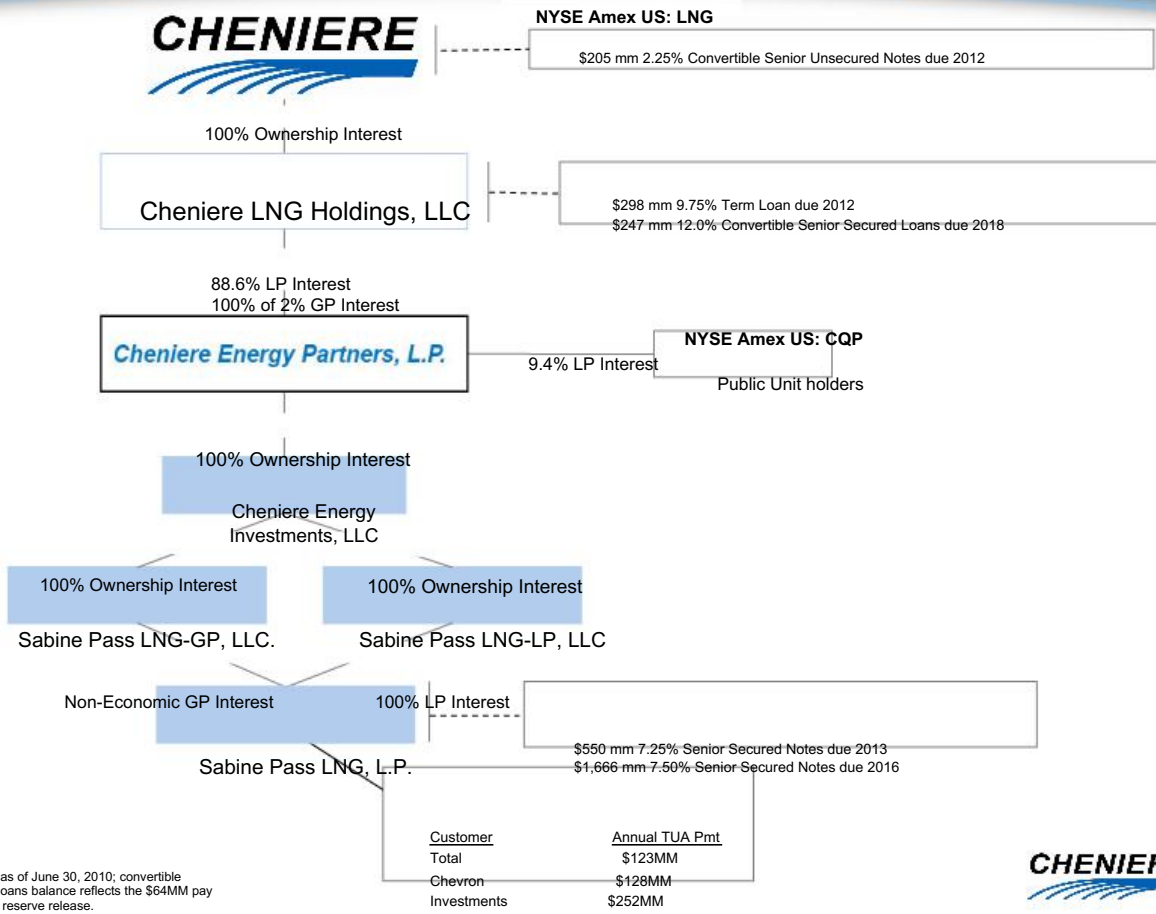 CHENIERE
NYSE Amex US: LNG
$205 mm 2.25% Convertible Senior Unsecured Notes due 2012
100% Ownership Interest
Cheniere LNG Holdings, LLC
$298 mm 9.75% Term Loan due 2012
$247 mm 12.0% Convertible Senior Secured Loans due 2018
88.6% LP Interest
100% of 2% GP Interest
Cheniere Energy Partners, L.P.
9.4% LP Interest
NYSE Amex US: CQP
Public Unit holders
100% Ownership Interest
Cheniere Energy
Investments, LLC
100% Ownership Interest
100% Ownership Interest
Sabine Pass LNG-GP, LLC.
Sabine Pass LNG-LP, LLC
Non-Economic GP Interest
100% LP Interest
Sabine Pass LNG, L.P.
$550 mm 7.25% Senior Secured Notes due 2013
$1,666 mm 7.50% Senior Secured Notes due 2016
Customer Annual TUA Pmt
Total $123MM
Chevron $128MM
Investments $252MM
as of June 30, 2010; convertible
oans balance reflects the $64MM pay
reserve release.
CHENIER